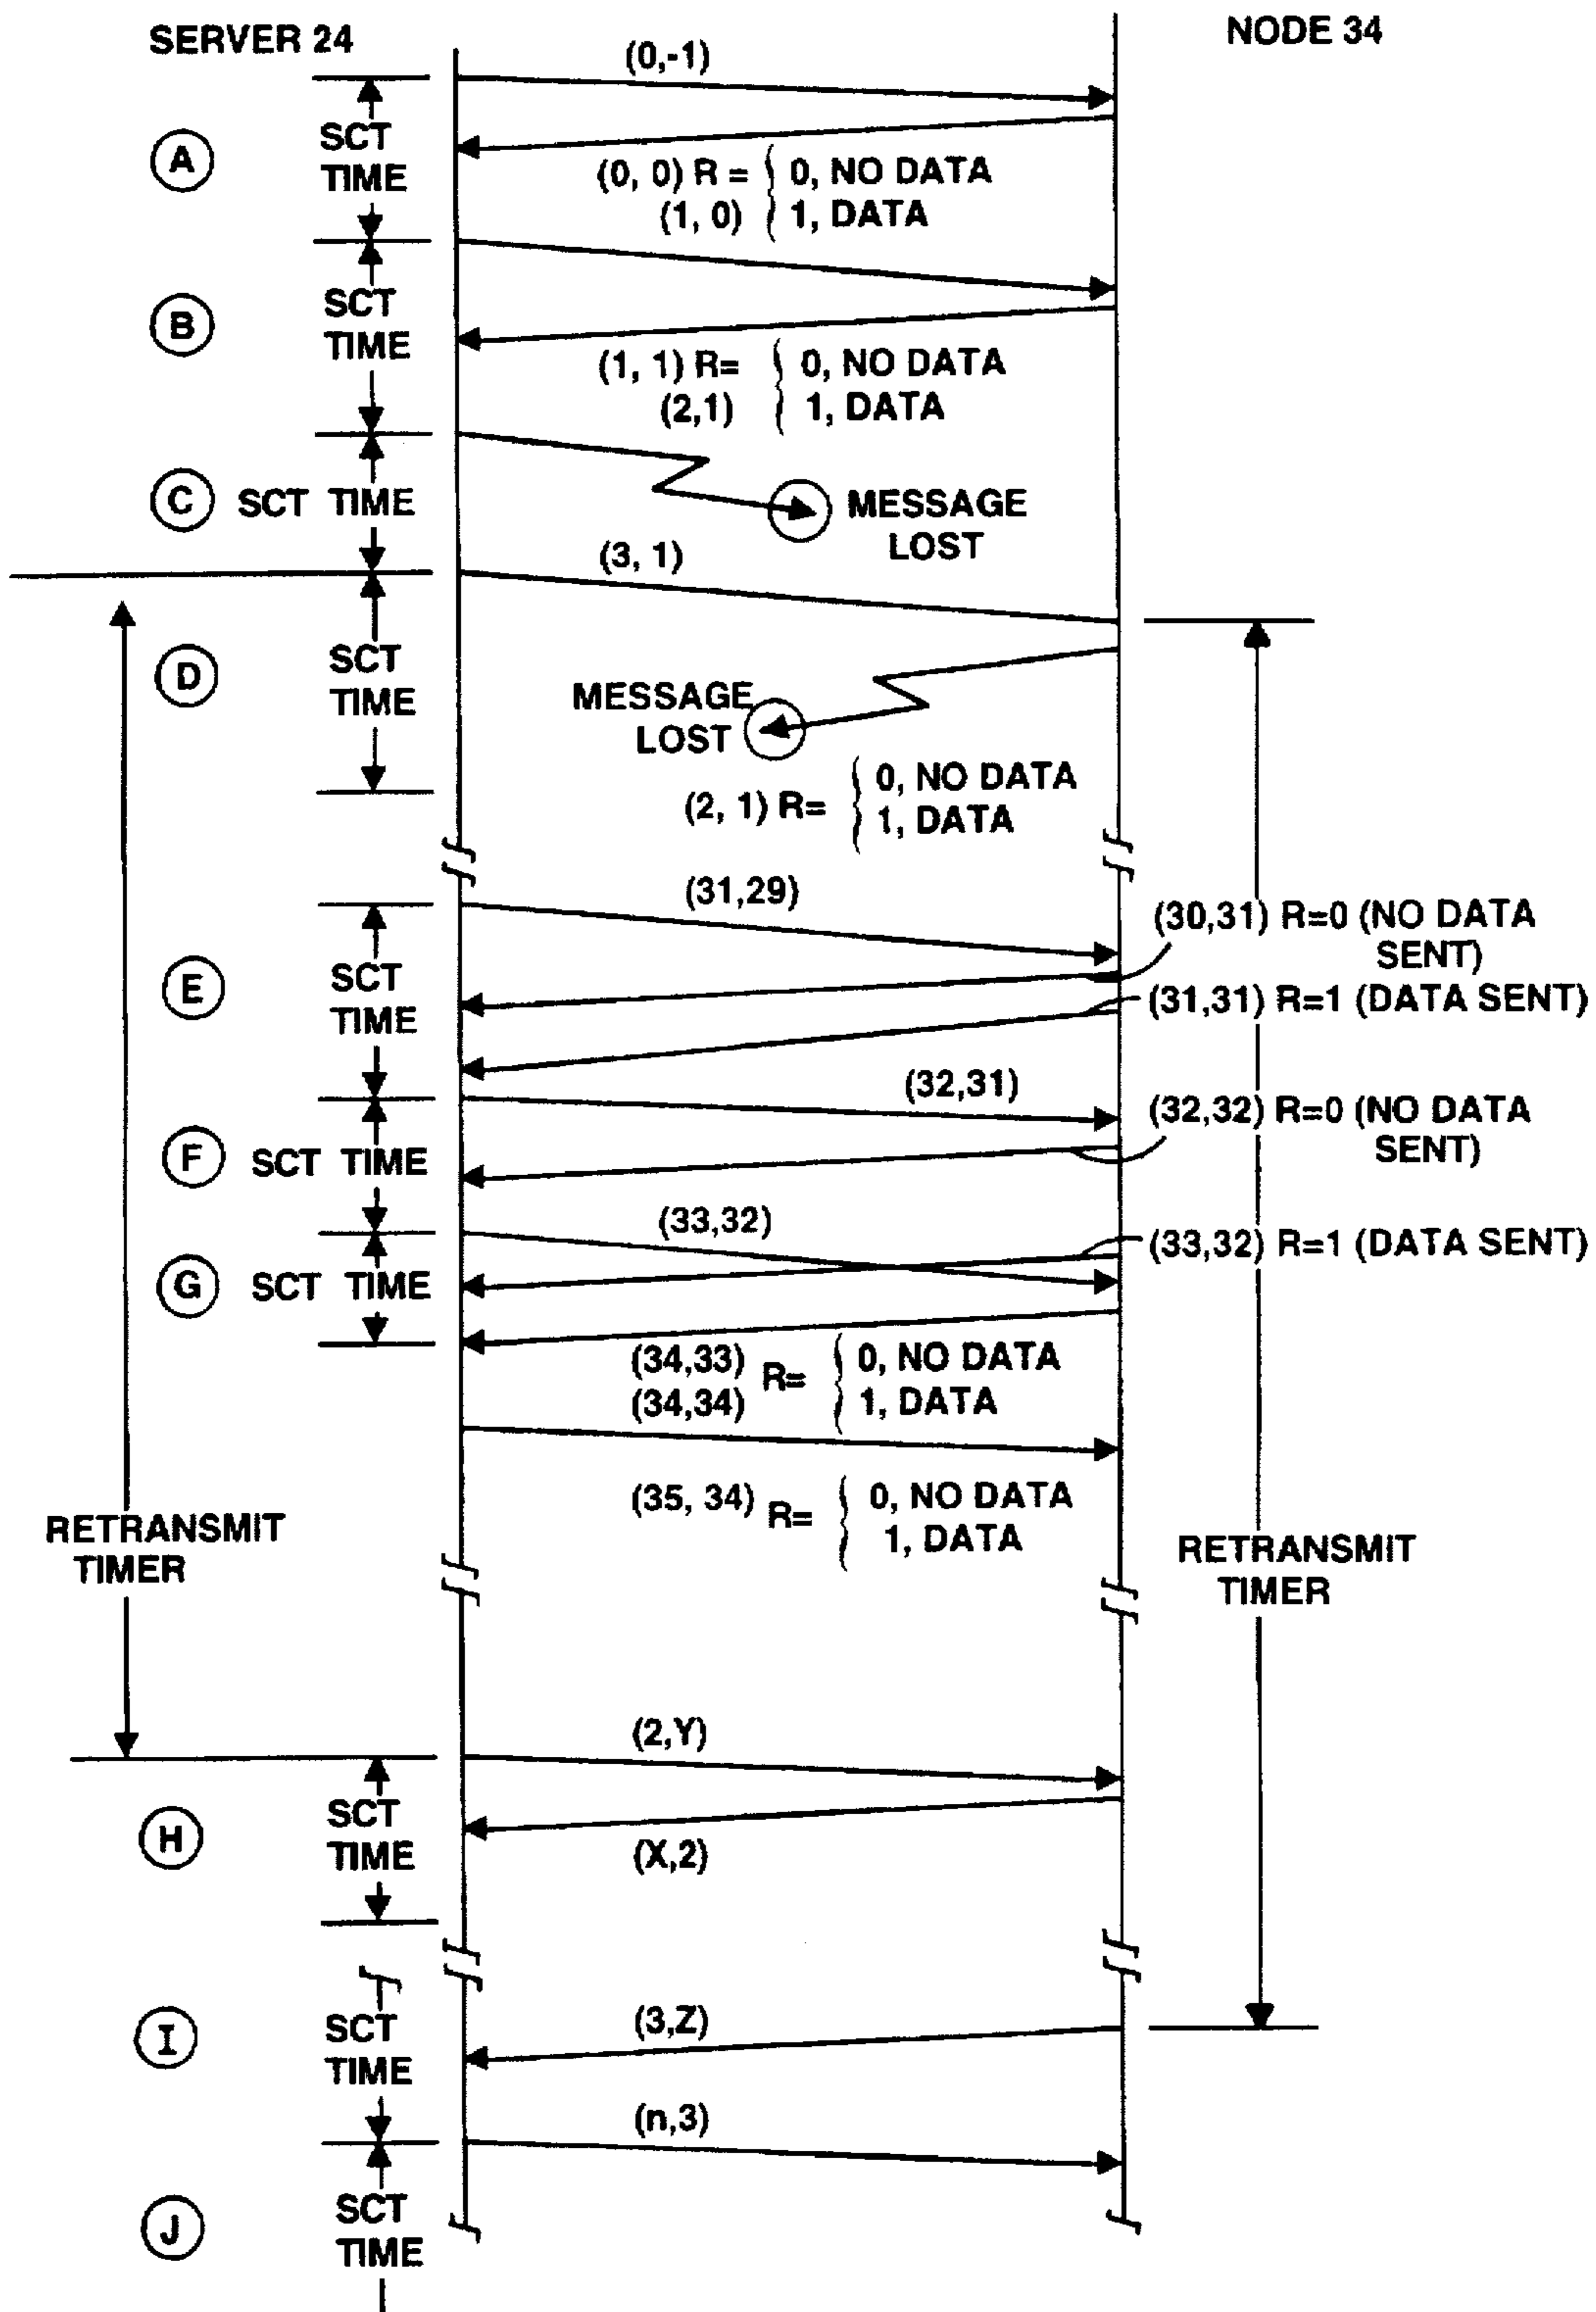 SERVER 24
NODE 34
(0,-1)
A
SCT
TIME
(0, 0) R = { 0, NO DATA
(1, 0) { 1, DATA
B
SCT
TIME
(1, 1) R= { 0, NO DATA
(2,1) { 1, DATA
C SCT TIME
MESSAGE
LOST
(3, 1)
D
SCT
TIME
MESSAGE
LOST
(2, 1) R= { 0, NO DATA
1, DATA
(31,29)
(30,31) R=0 (NO DATA
SENT)
E
SCT
TIME
(31,31) R=1 (DATA SENT)
(32,31)
(32,32) R=0 (NO DATA
SENT)
F SCT TIME
(33,32)
(33,32) R=1 (DATA SENT)
G SCT TIME
(34,33) R= { 0, NO DATA
(34,34) { 1, DATA
(35, 34) R= { 0, NO DATA
1, DATA
RETRANSMIT
TIMER
RETRANSMIT
TIMER
(2,Y)
H
SCT
TIME
(X,2)
I
SCT
TIME
(3,Z)
(n,3)
J
SCT
TIME